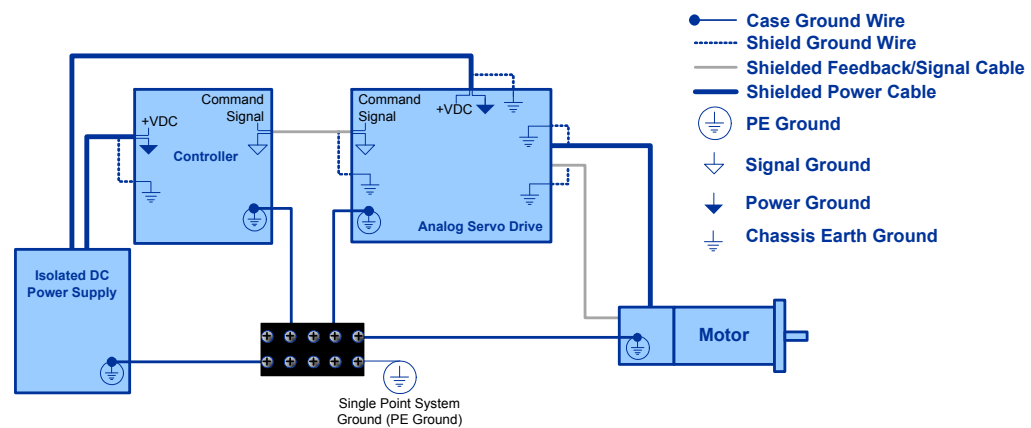 Case Ground Wire
Shield Ground Wire
Shielded Feedback/Signal Cable
Shielded Power Cable
PE Ground
Signal Ground
Power Ground
Chassis Earth Ground
+VDC
Command
Signal
Controller
Command
Signal
+VDC
Analog Servo Drive
Isolated DC
Power Supply
Motor
Single Point System
Ground (PE Ground)